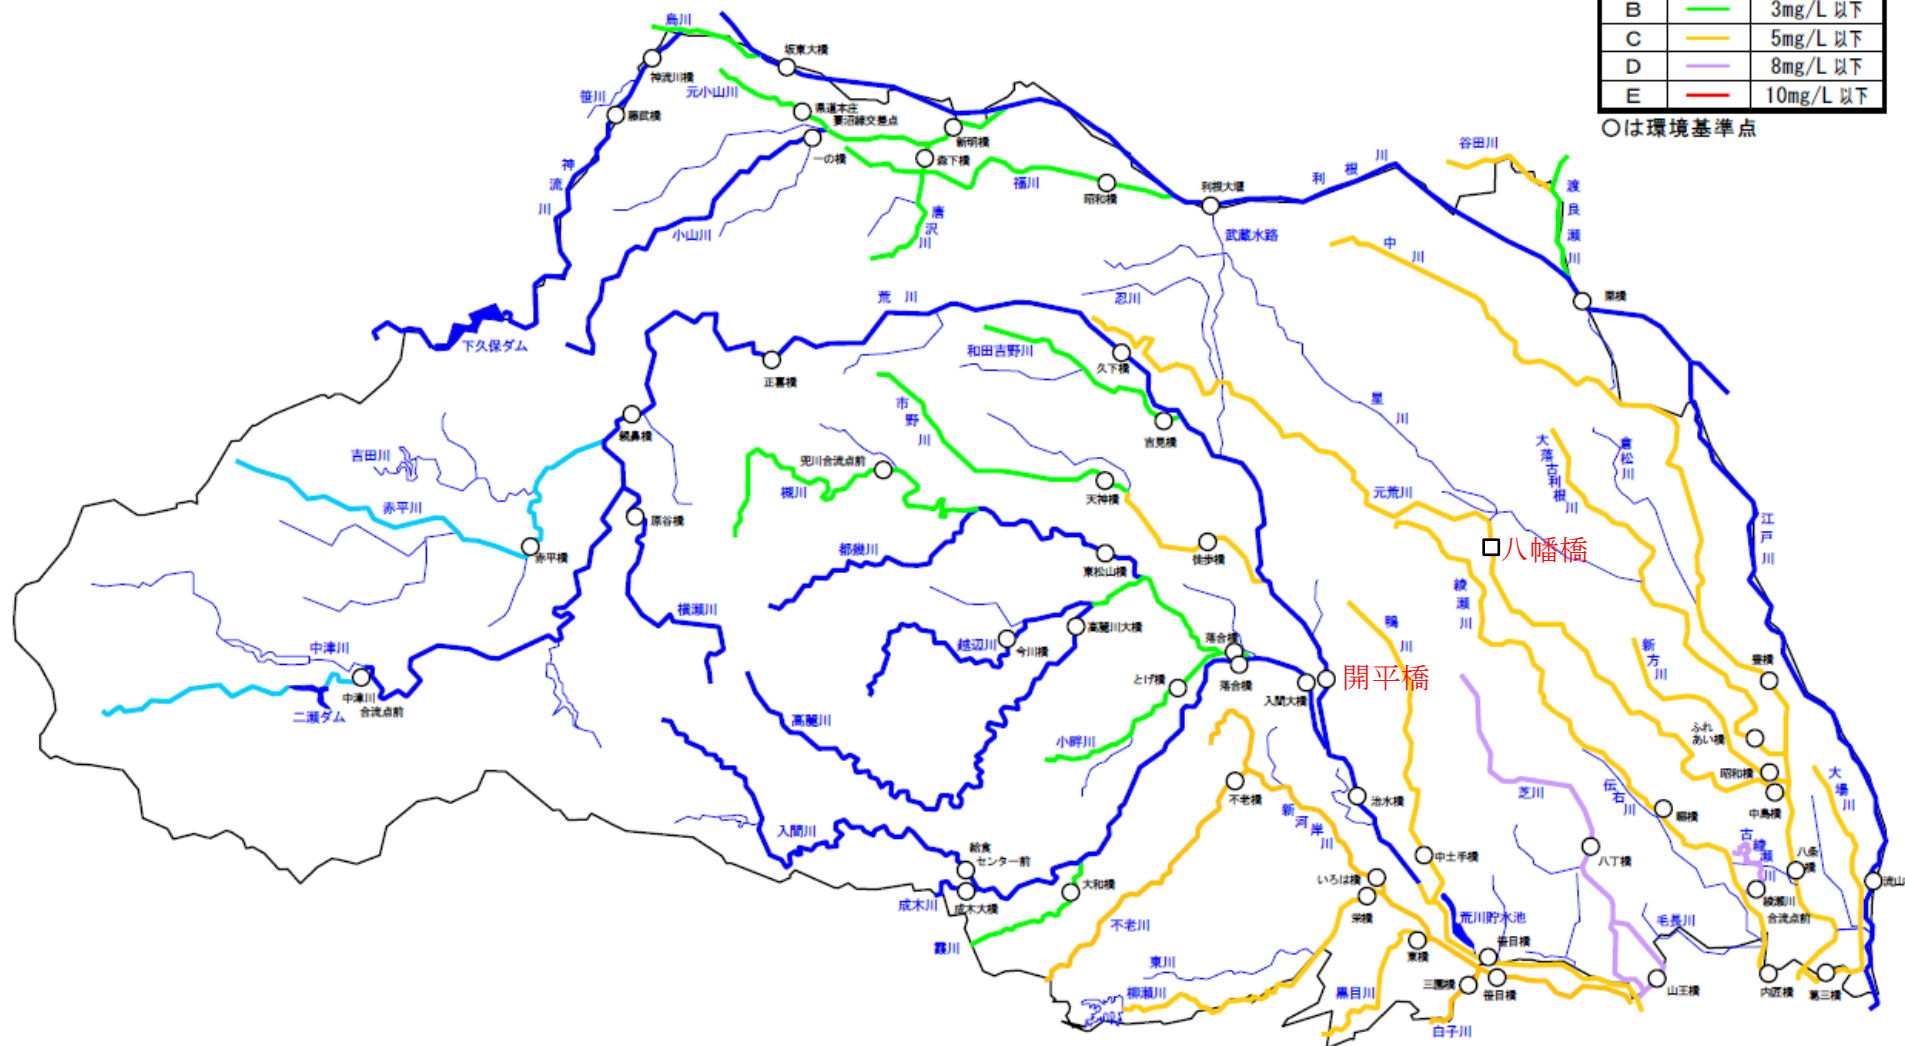 B 3mg/L 以下
C 5mg/L 以下
D 8mg/L 以下
E 10mg/L 以下
○は環境基準点
烏川
神流川橋
坂東大橋
笹川
藤武橋
元小山川
県道本庄
妻沼線交差点
一の橋
新明橋
森下橋
神流川
福川
昭和橋
唐沢川
小山川
利根大堰
利根川
谷田川
渡良瀬川
武蔵水路
中川
栗橋
忍川
荒川
下久保ダム
和田吉野川
久下橋
正喜橋
市野川
吉見橋
星川
親鼻橋
吉田川
兜川合流点前
槻川
天神橋
元荒川
大落古利根川
倉松川
赤平川
原谷橋
赤平橋
都幾川
東松山橋
徒歩橋
八幡橋
江戸川
綾瀬川
横瀬川
高麗川大橋
越辺川
今川橋
落合橋
鴨川
新方川
中津川
豊橋
中津川
合流点前
二瀬ダム
とげ橋
落合橋
入間大橋
開平橋
高麗川
小畔川
ふれ
あい橋
昭和橋
大場川
不老橋
新河岸川
治水橋
芝川
伝右川
畷橋
中島橋
入間川
給食
センター前
中土手橋
八丁橋
古綾瀬川
八条橋
いろは橋
栄橋
大和橋
成木川
成木大橋
綾瀬川
合流点前
流山
霞川
不老川
荒川貯水池
毛長川
東橋
笹目橋
東川
柳瀬川
黒目川
三園橋
笹目橋
山王橋
内匠橋
葛三橋
白子川